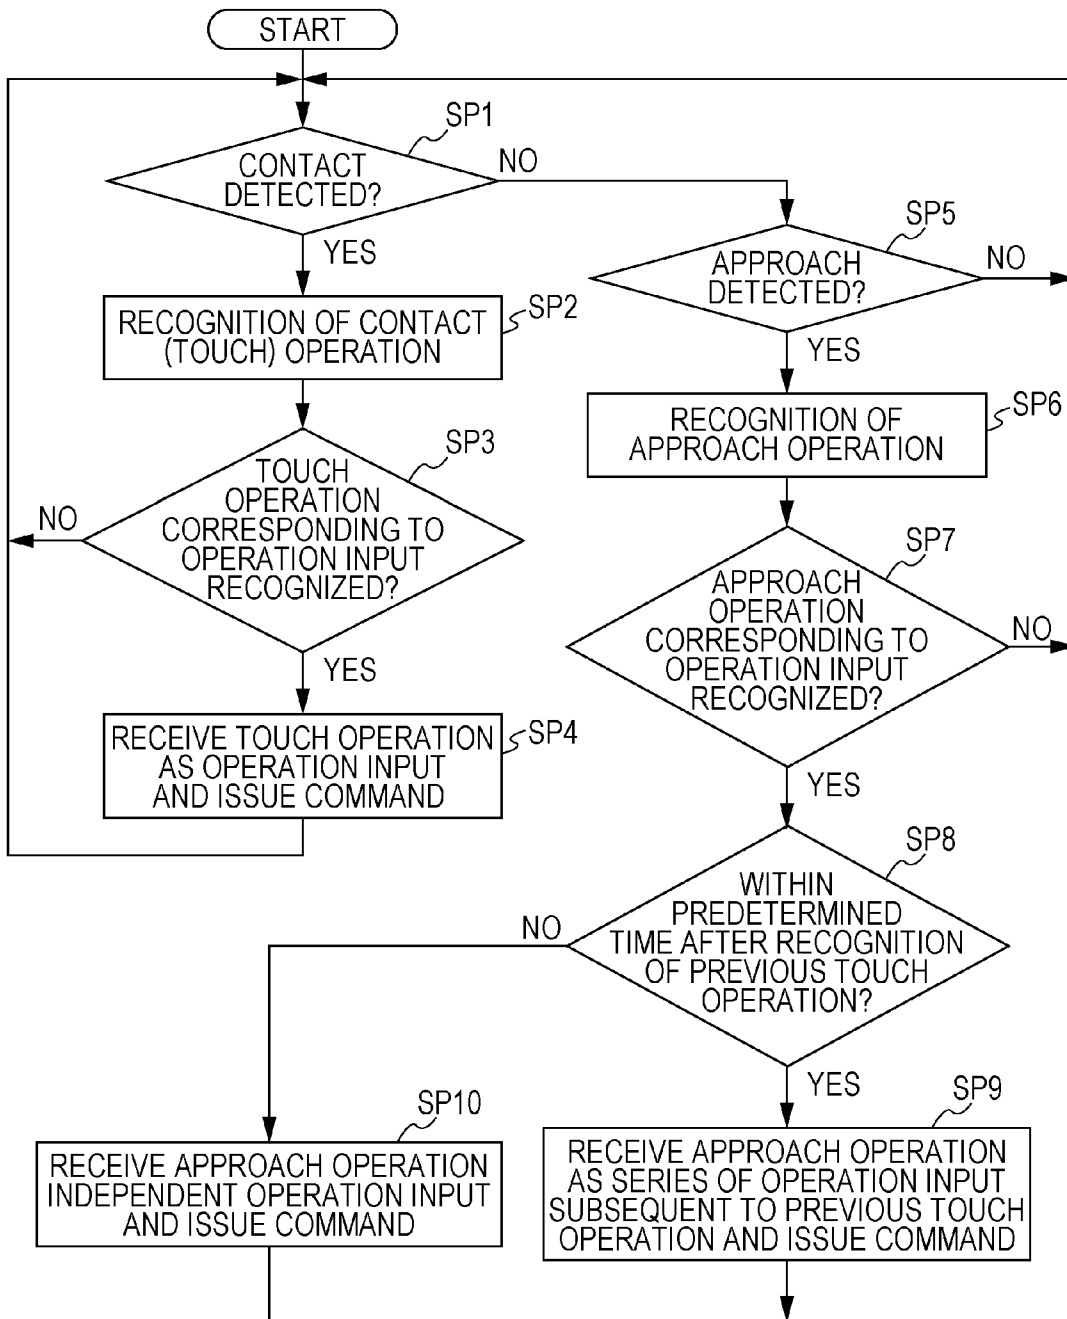 START
SP1
CONTACT
DETECTED?
NO
YES
SP2
RECOGNITION OF CONTACT
(TOUCH) OPERATION
SP3
TOUCH
OPERATION
CORRESPONDING TO
OPERATION INPUT
RECOGNIZED?
NO
YES
SP4
RECEIVE TOUCH OPERATION
AS OPERATION INPUT
AND ISSUE COMMAND
SP5
APPROACH
DETECTED?
NO
YES
SP6
RECOGNITION OF
APPROACH OPERATION
SP7
APPROACH
OPERATION
CORRESPONDING TO
OPERATION INPUT
RECOGNIZED?
NO
YES
SP8
WITHIN
PREDETERMINED
TIME AFTER RECOGNITION
OF PREVIOUS TOUCH
OPERATION?
NO
YES
SP9
RECEIVE APPROACH OPERATION
AS SERIES OF OPERATION INPUT
SUBSEQUENT TO PREVIOUS TOUCH
OPERATION AND ISSUE COMMAND
SP10
RECEIVE APPROACH OPERATION
INDEPENDENT OPERATION INPUT
AND ISSUE COMMAND